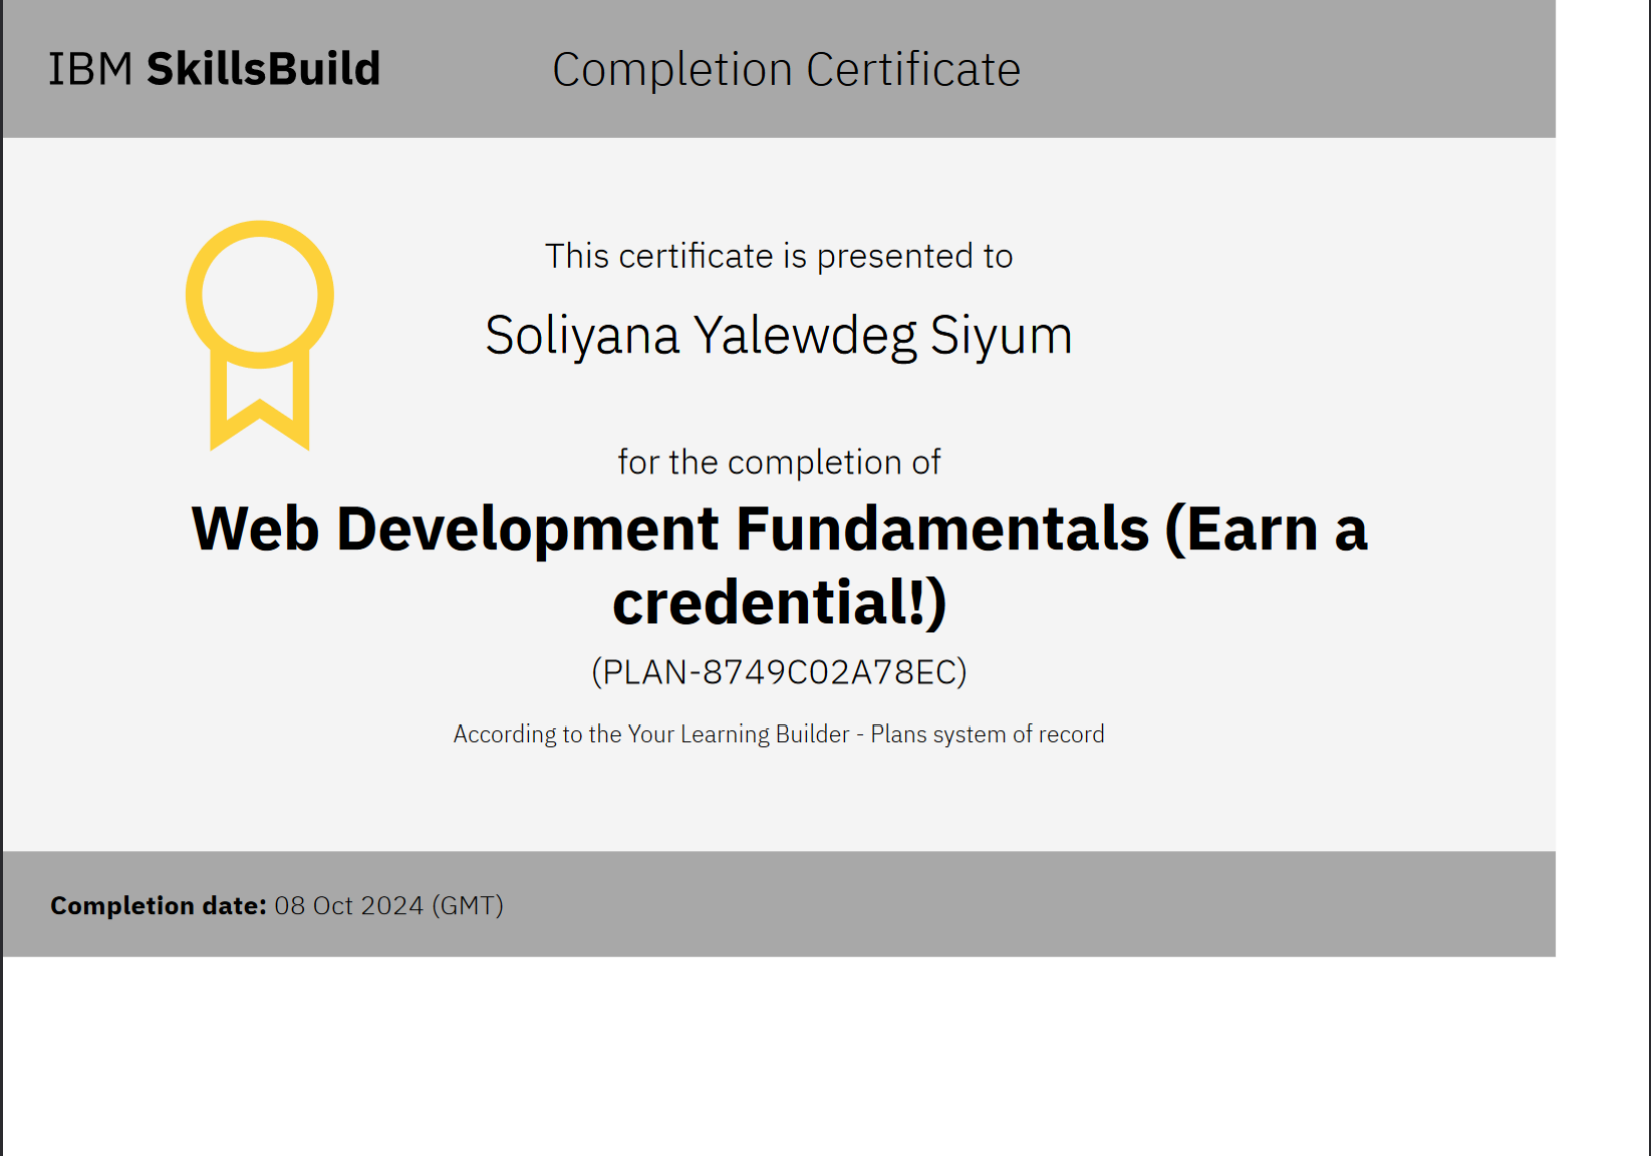 IBM SkillsBuild
Completion Certificate
This certificate is presented to
Soliyana Yalewdeg Siyum
for the completion of
Web Development Fundamentals (Earn a
credential!)
(PLAN-8749C02A78EC)
According to the Your Learning Builder - Plans system of record
Completion date: 08 Oct 2024 (GMT)